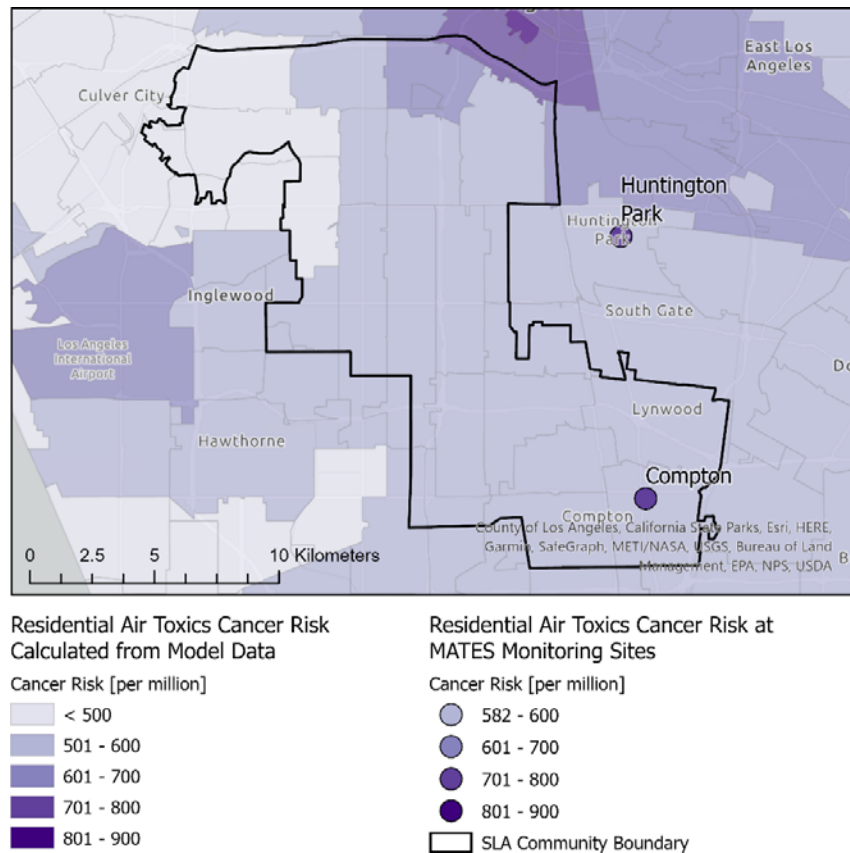 East Los
Angeles
Culver City
Huntington
Park
Huntington
Park
Inglewood
South Gate
Los Angeles
International
Airport
Lynwood
Hawthorne
Compton
Compton
County of Los Angeles, California State Parks, Esri, HERE,
Garmin, SafeGraph, METI/NASA, USGS, Bureau of Land
Management, EPA, NPS, USDA
0 2.5 5 10 Kilometers
Residential Air Toxics Cancer Risk
Calculated from Model Data
Cancer Risk [per million]
< 500
501 - 600
601 - 700
701 - 800
801 - 900
Residential Air Toxics Cancer Risk at
MATES Monitoring Sites
Cancer Risk [per million]
582 - 600
601 - 700
701 - 800
801 - 900
SLA Community Boundary